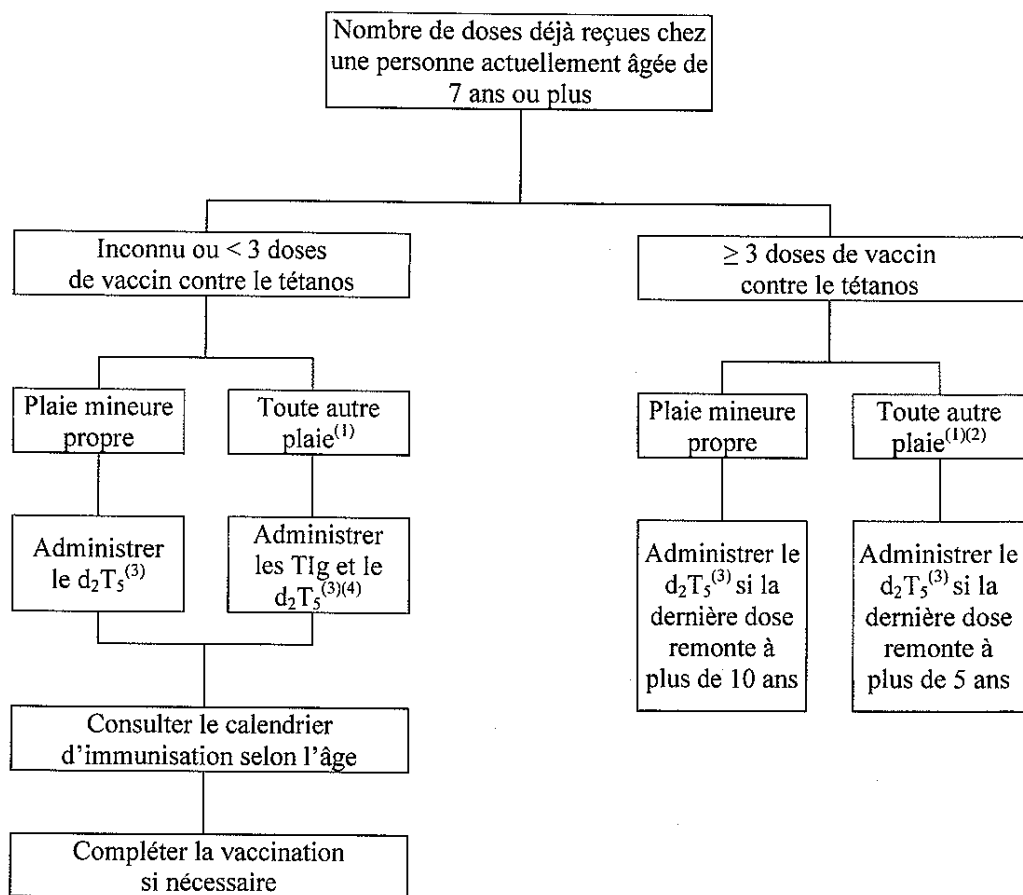 Nombre de doses déjà reçues chez
une personne actuellement âgée de
7 ans ou plus
Inconnu ou < 3 doses
de vaccin contre le tétanos
≥ 3 doses de vaccin
contre le tétanos
Plaie mineure
propre
Toute autre
plaie(1)
Plaie mineure
propre
Toute autre
plaie(1)(2)
Administrer
le d₂T₅(3)
Administrer
les TIg et le
d₂T₅(3)(4)
Administrer le
d₂T₅(3) si la
dernière dose
remonte à
plus de 10 ans
Administrer le
d₂T₅(3) si la
dernière dose
remonte à
plus de 5 ans
Consulter le calendrier
d'immunisation selon l'âge
Compléter la vaccination
si nécessaire